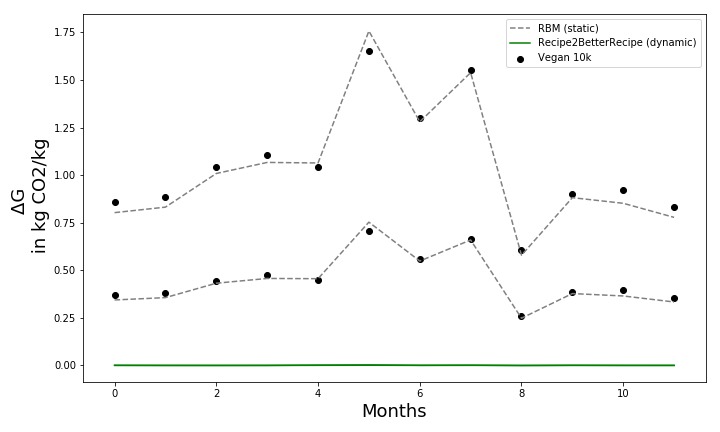 RBM (static)
Recipe2BetterRecipe (dynamic)
Vegan 10k
ΔG
in kg CO2/kg
1.75
1.50
1.25
1.00
0.75
0.50
0.25
0.00
0 2 4 6 8 10
Months